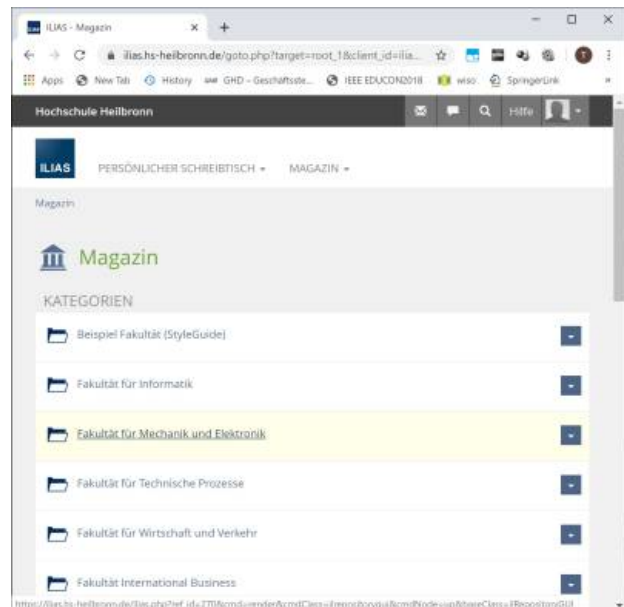 ILIAS - Magazin
ilias.hs-heilbronn.de/goto.php?target=root_1&client_id=ilia...
Apps New Tab History GHD - Geschäftsste... IEEE EDUCON2018 wiso SpringerLink »
Hochschule Heilbronn Hilfe
ILIAS PERSÖNLICHER SCHREIBTISCH MAGAZIN
Magazin
Magazin
KATEGORIEN
Beispiel Fakultät (StyleGuide)
Fakultät für Informatik
Fakultät für Mechanik und Elektronik
Fakultät für Technische Prozesse
Fakultät für Wirtschaft und Verkehr
Fakultät International Business